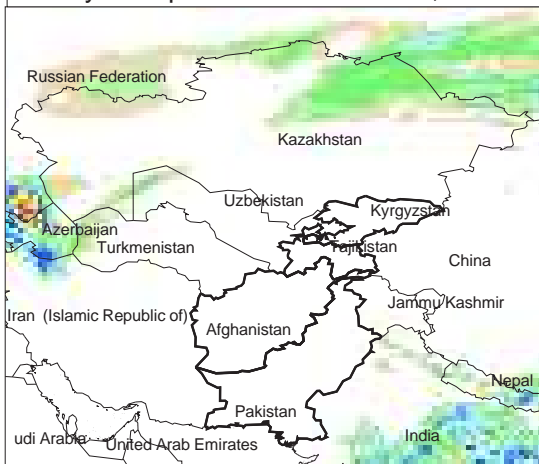 Russian Federation
Kazakhstan
Uzbekistan
Kyrgyzstan
Azerbaijan
Turkmenistan
Tajikistan
China
Jammu/Kashmir
Iran (Islamic Republic of)
Afghanistan
Nepal
Pakistan
udi Arabia
United Arab Emirates
India